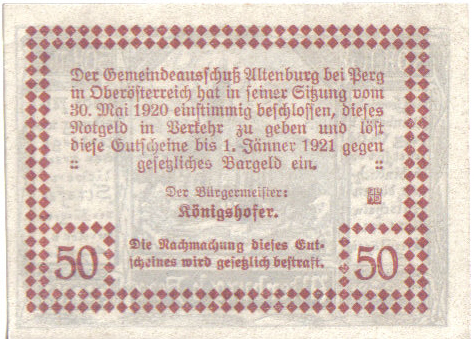 Der Gemeindeausschuß Altenburg bei Perg
in Oberösterreich hat in seiner Sitzung vom
30. Mai 1920 einstimmig beschlossen, dieses
Notgeld in Verkehr zu geben und löst
diese Gutscheine bis 1. Jänner 1921 gegen
:: gesetzliches Bargeld ein. ::
Der Bürgermeister:
Königshofer.
Die Nachmachung dieses Gut-
scheines wird gesetzlich bestraft.
50 50